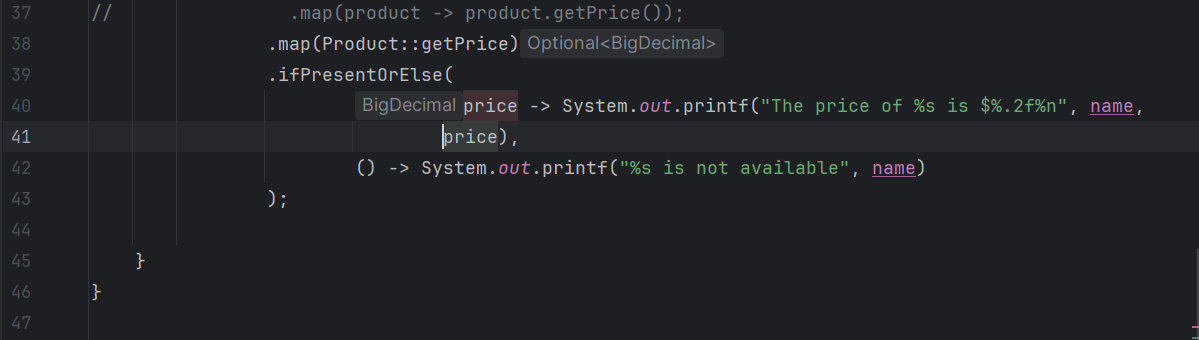 37 // .map(product -> product.getPrice());
38 .map(Product::getPrice) Optional<BigDecimal>
39 .ifPresentOrElse(
40 BigDecimal price -> System.out.printf("The price of %s is $%.2f%n", name,
41 price),
42 () -> System.out.printf("%s is not available", name)
43 );
44
45 }
46 }
47